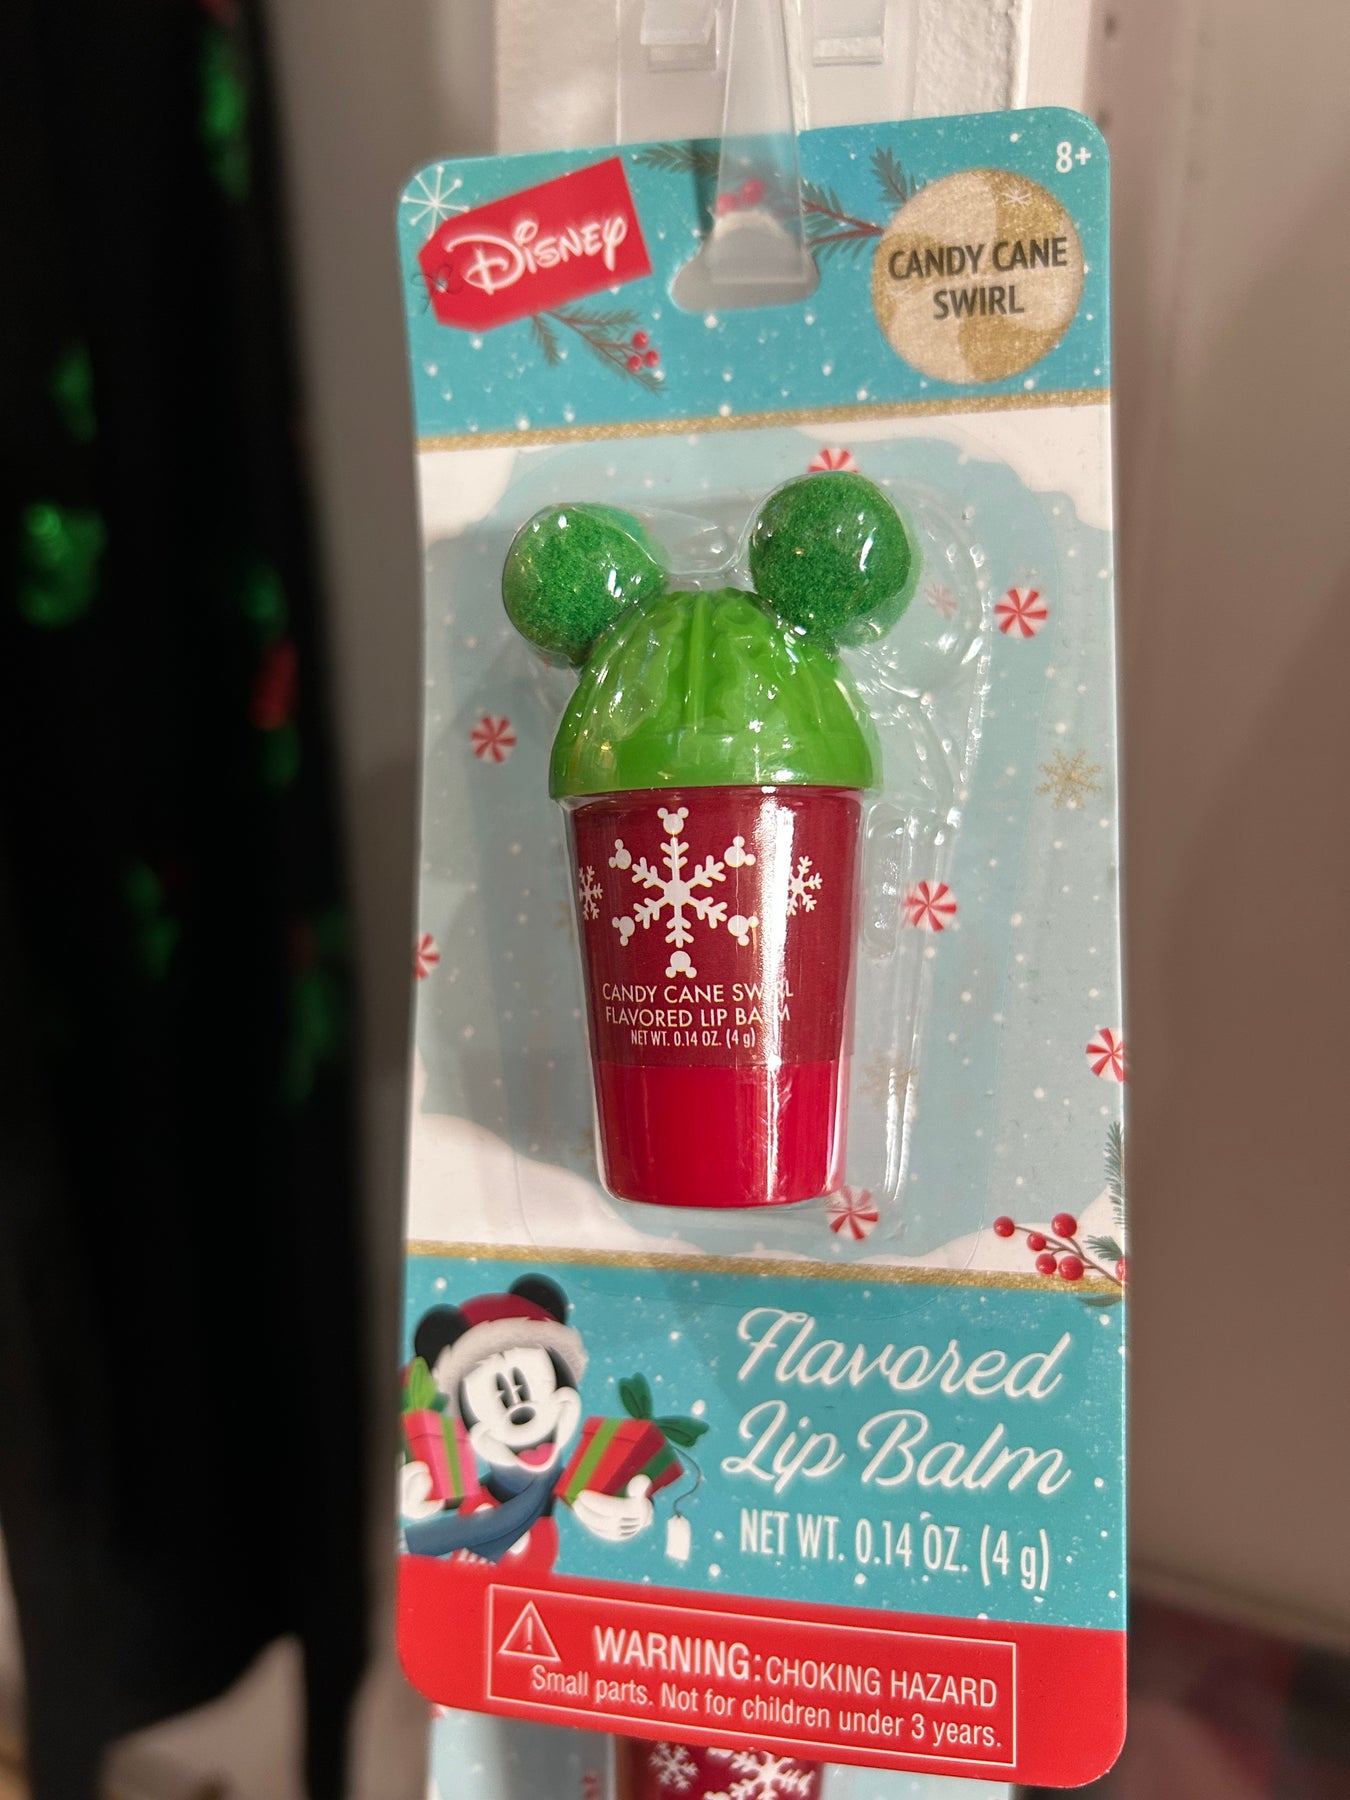 Disney
8+
CANDY CANE
SWIRL
CANDY CANE SWIRL
FLAVORED LIP BALM
NET WT. 0.14 OZ. (4 g)
Flavored
Lip Balm
NET WT. 0.14 OZ. (4 g)
WARNING: CHOKING HAZARD
Small parts. Not for children under 3 years.